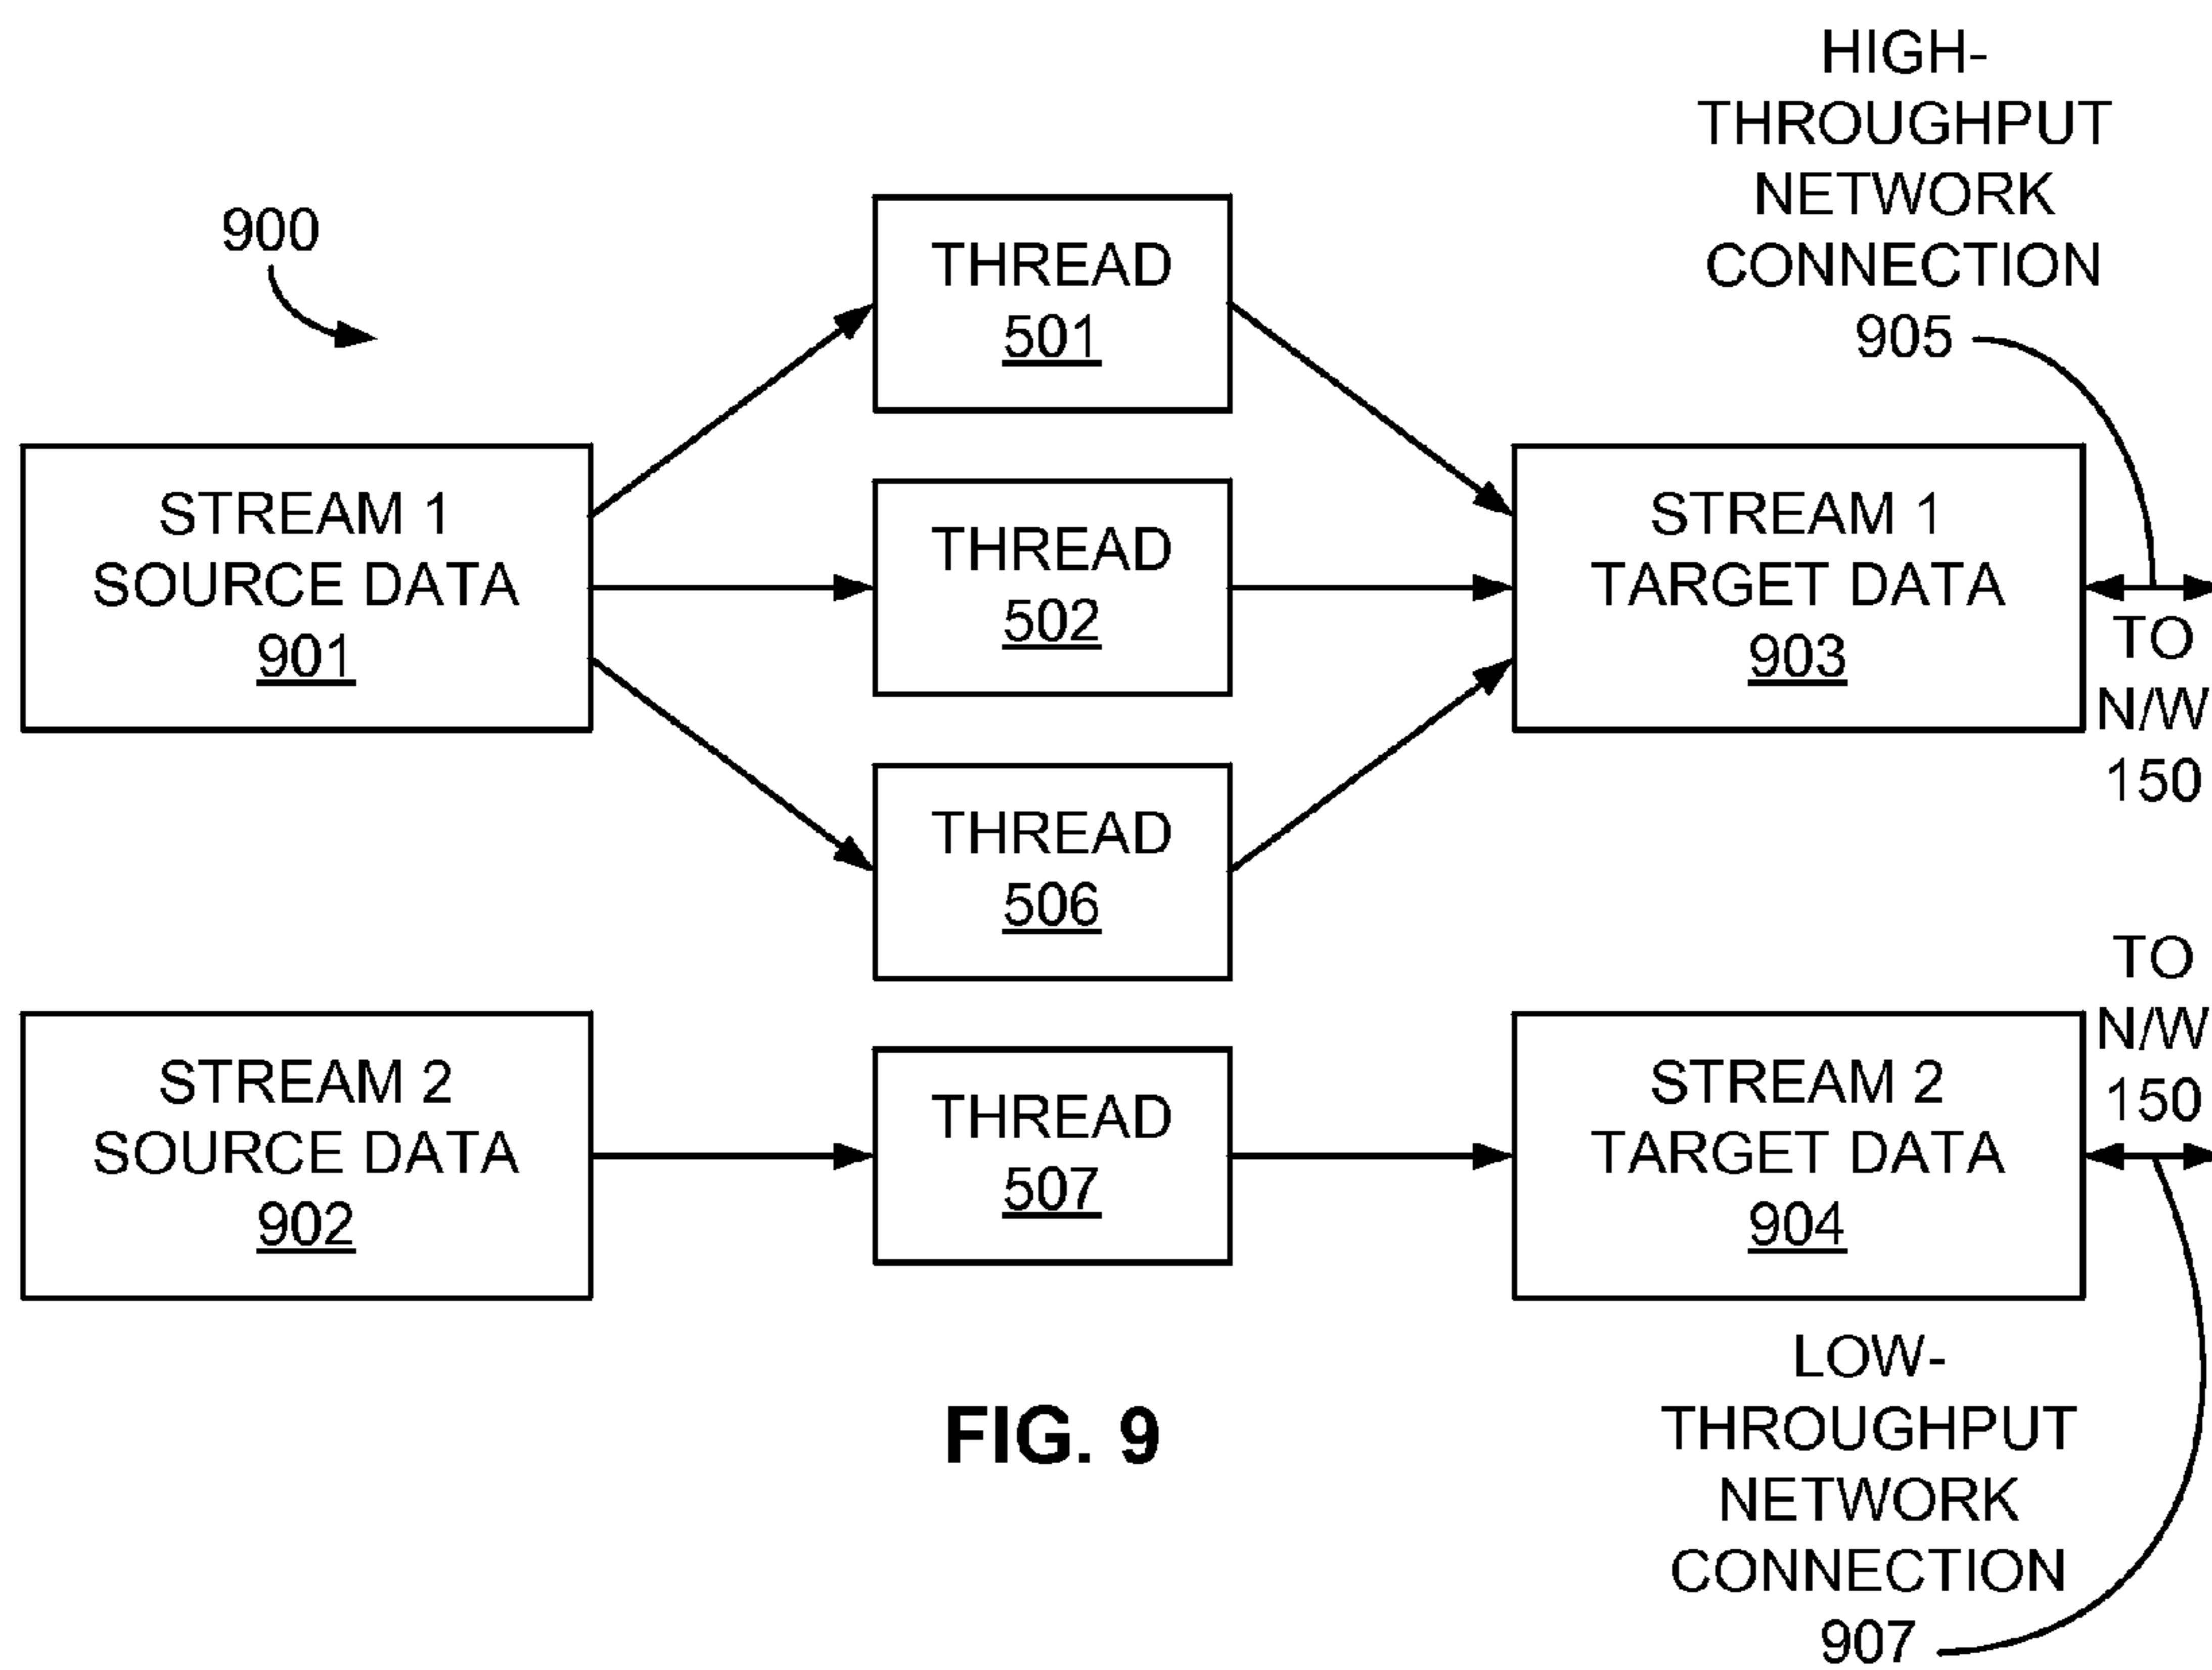 HIGH-
THROUGHPUT
NETWORK
CONNECTION
905
900
THREAD
501
STREAM 1
SOURCE DATA
901
THREAD
502
STREAM 1
TARGET DATA
903
TO
N/W
150
THREAD
506
STREAM 2
SOURCE DATA
902
THREAD
507
STREAM 2
TARGET DATA
904
TO
N/W
150
LOW-
THROUGHPUT
NETWORK
CONNECTION
907
FIG. 9